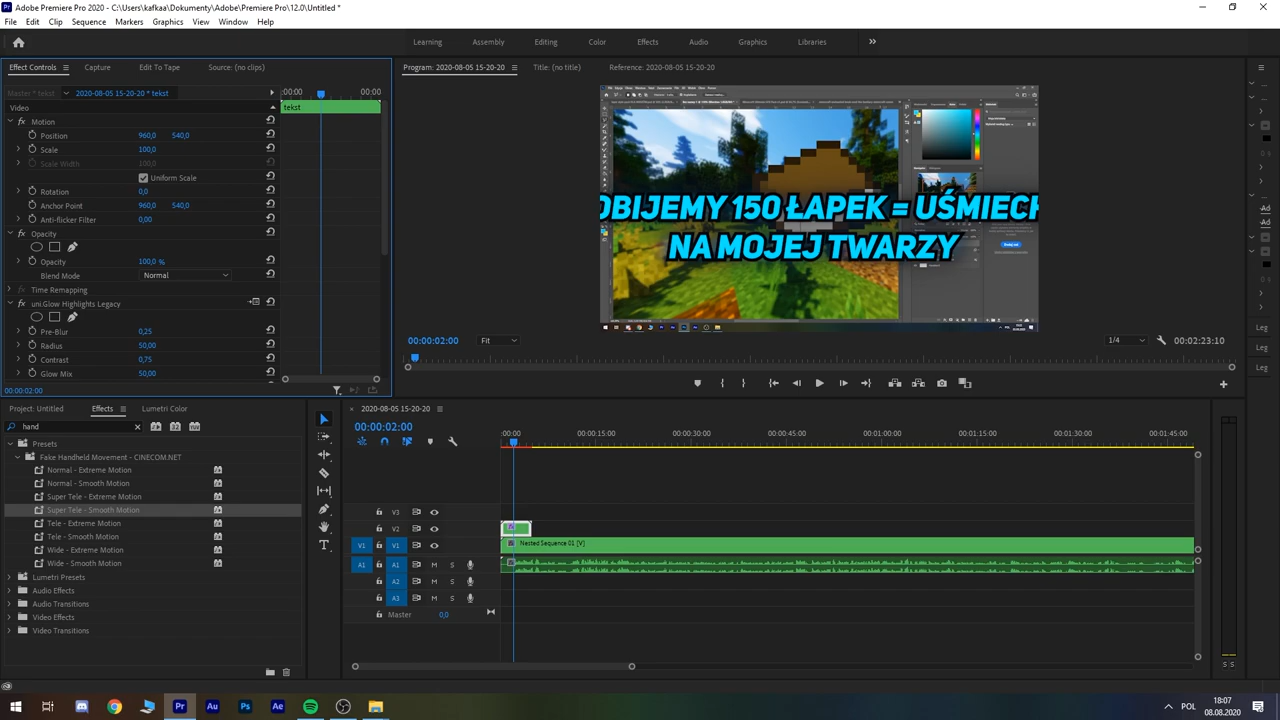 Adobe Premiere Pro 2020 - C:\Users\kafkaa\Dokumenty\Adobe\Premiere Pro\12.0\Untitled *
File Edit Clip Sequence Markers Graphics View Window Help
Learning Assembly Editing Color Effects Audio Graphics Libraries
Effect Controls Capture Edit To Tape Source: (no clips)
Program: 2020-08-05 15-20-20 Title: (no title) Reference: 2020-08-05 15-20-20
Master * tekst 2020-08-05 15-20-20 * tekst :00:00 00:00
Video tekst
Motion
Position 960,0 540,0
Scale 100,0
Scale Width 100,0
Uniform Scale
Rotation 0,0
Anchor Point 960,0 540,0
Anti-flicker Filter 0,00
Opacity
Opacity 100,0 %
Blend Mode Normal
Time Remapping
uni.Glow Highlights Legacy
Pre-Blur 0,25
Radius 50,00
Contrast 0,75
Glow Mix 50,00
00:00:02:00
OBIJEMY 150 ŁAPEK = UŚMIECH
NA MOJEJ TWARZY
00:00:02:00 Fit 1/4 00:02:23:10
Ad
Ad
Leg
Leg
Leg
Project: Untitled Effects Lumetri Color
hand
Presets
Fake Handheld Movement - CINECOM.NET
Normal - Extreme Motion
Normal - Smooth Motion
Super Tele - Extreme Motion
Super Tele - Smooth Motion
Tele - Extreme Motion
Tele - Smooth Motion
Wide - Extreme Motion
Wide - Smooth Motion
Lumetri Presets
Audio Effects
Audio Transitions
Video Effects
Video Transitions
2020-08-05 15-20-20
00:00:02:00
:00:00 00:00:15:00 00:00:30:00 00:00:45:00 00:01:00:00 00:01:15:00 00:01:30:00 00:01:45:00
V3
V2
V1 V1 Nested Sequence 01 [V]
A1 A1 M S
A2 M S
A3 M S
Master 0,0
S S
Pr Au Ps Ae
POL
18:07
08.08.2020